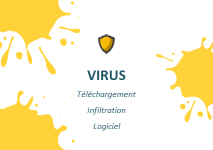 VIRUS
Téléchargement
Infiltration
Logiciel